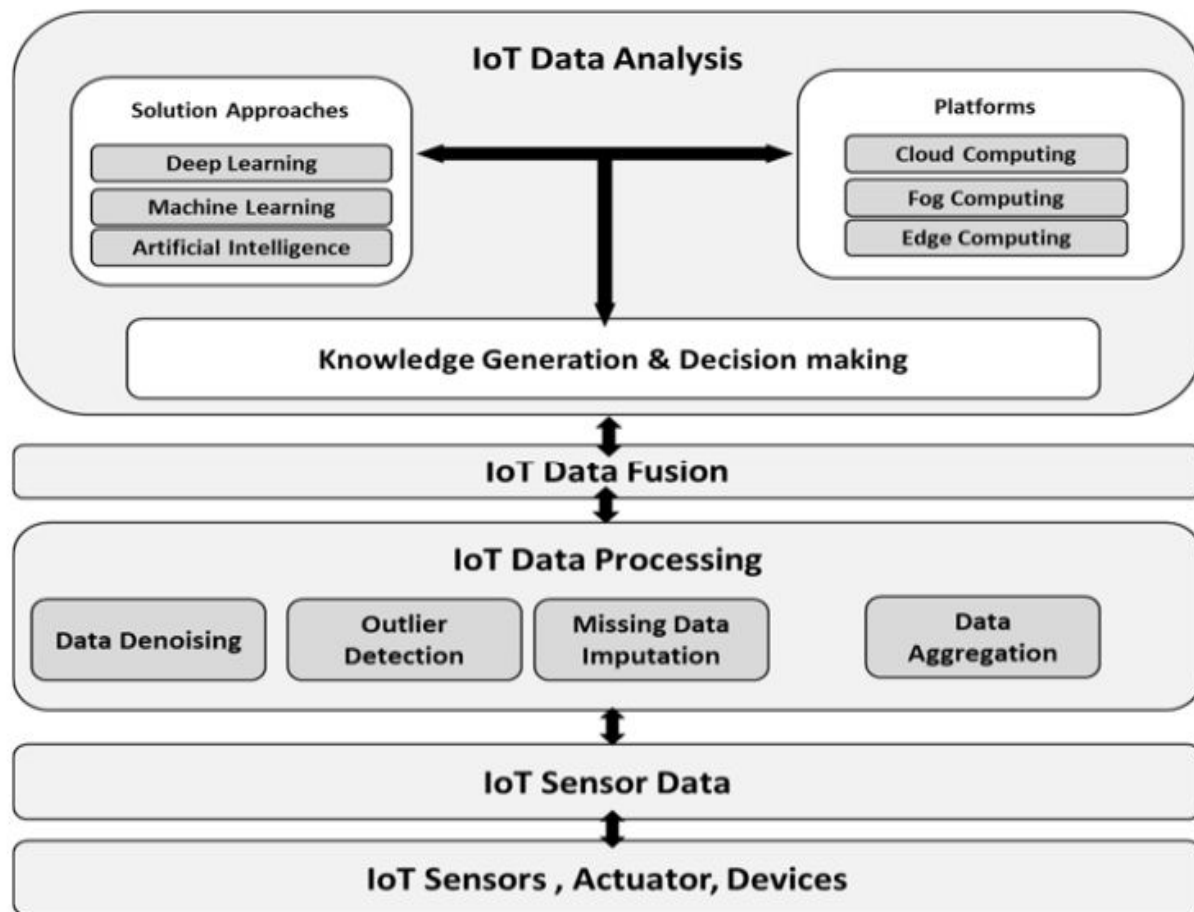 IoT Data Analysis
Solution Approaches
Deep Learning
Machine Learning
Artificial Intelligence
Platforms
Cloud Computing
Fog Computing
Edge Computing
Knowledge Generation & Decision making
IoT Data Fusion
IoT Data Processing
Data Denoising
Outlier
Detection
Missing Data
Imputation
Data
Aggregation
IoT Sensor Data
IoT Sensors , Actuator, Devices